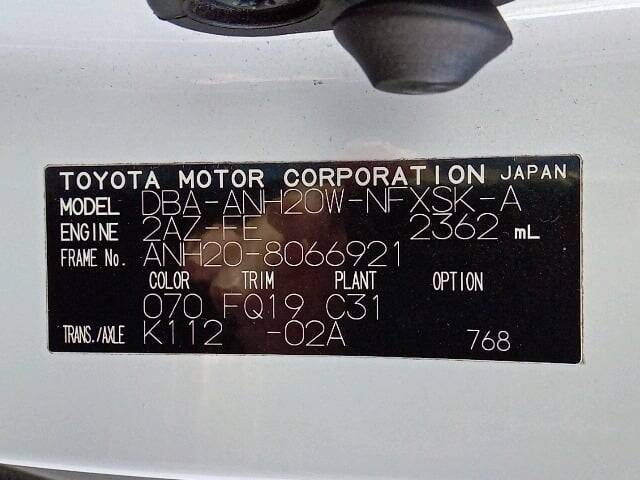 TOYOTA MOTOR CORPORATION JAPAN
MODEL DBA-ANH20W-NFXSK-A
ENGINE 2AZ-FE 2362 mL
FRAME No. ANH20-8066921
COLOR TRIM PLANT OPTION
070 FQ19 C31
TRANS./AXLE K112 -02A 768